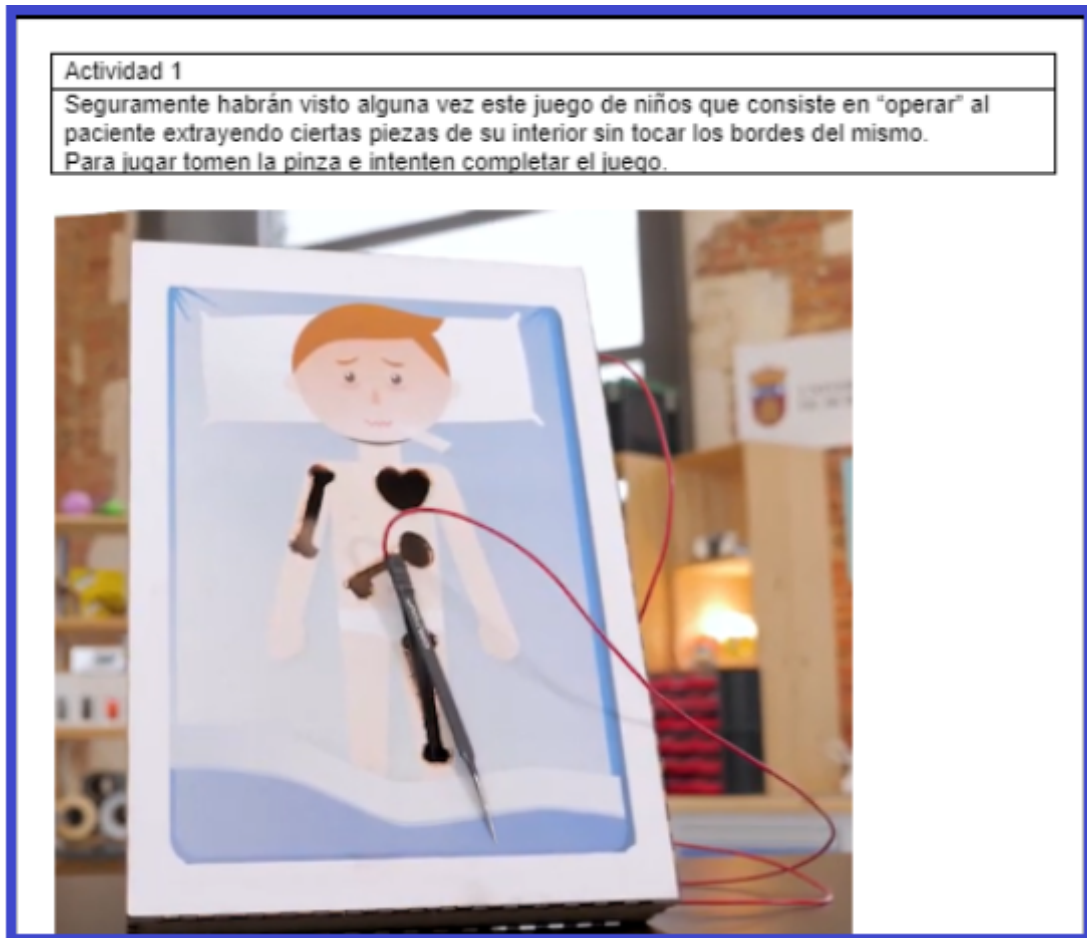 Actividad 1
Seguramente habrán visto alguna vez este juego de niños que consiste en “operar” al
paciente extrayendo ciertas piezas de su interior sin tocar los bordes del mismo.
Para jugar tomen la pinza e intenten completar el juego.